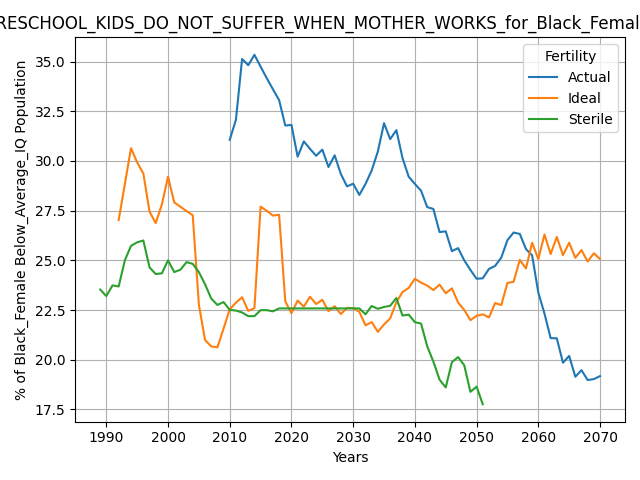 RESCHOOL_KIDS_DO_NOT_SUFFER_WHEN_MOTHER_WORKS_for_Black_Femal
% of Black_Female Below_Average_IQ Population
35.0
32.5
30.0
27.5
25.0
22.5
20.0
17.5
Fertility
Actual
Ideal
Sterile
1990 2000 2010 2020 2030 2040 2050 2060 2070
Years